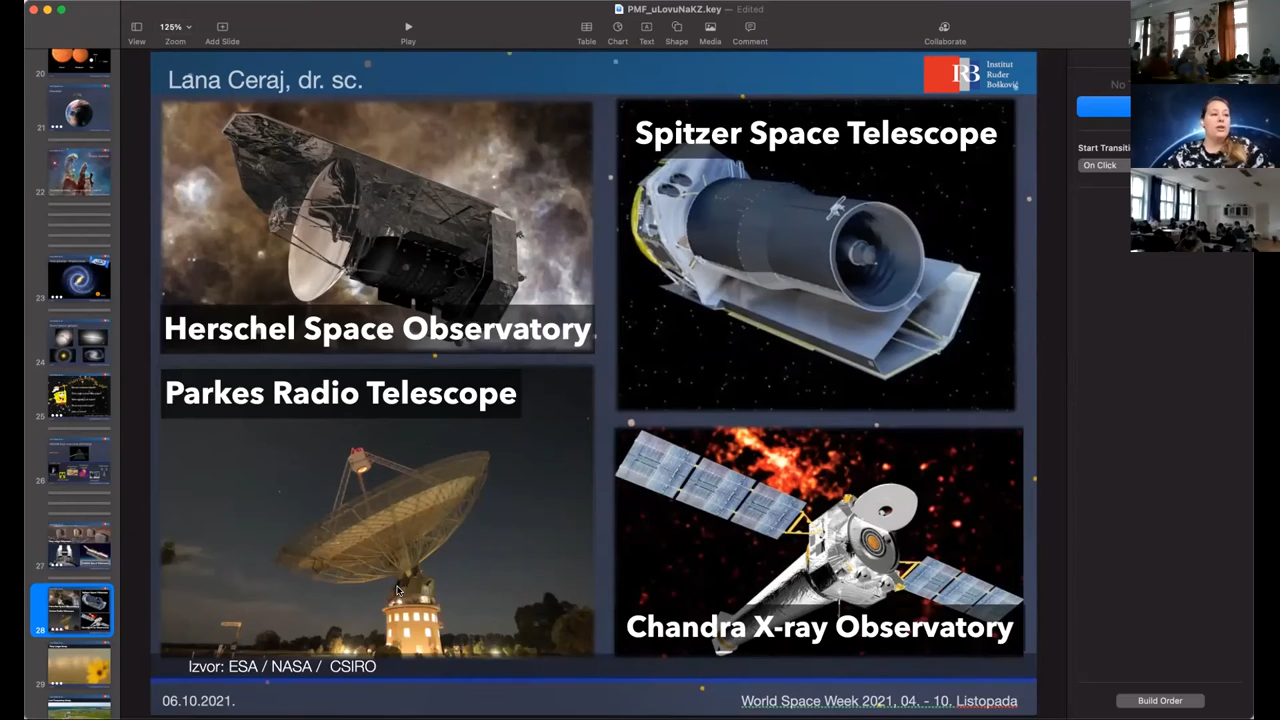 PMF_uLovuNaKZ.key — Edited
125%
View
Zoom
Add Slide
Play
Table
Chart
Text
Shape
Media
Comment
Collaborate
Lana Ceraj, dr. sc.
RB
Institut
Ruđer
Bošković
Herschel Space Observatory
Spitzer Space Telescope
Parkes Radio Telescope
Chandra X-ray Observatory
Izvor: ESA / NASA / CSIRO
06.10.2021.
World Space Week 2021, 04. - 10. Listopada
20
21
22
23
24
25
26
27
28
29
Start Transiti
On Click
Build Order